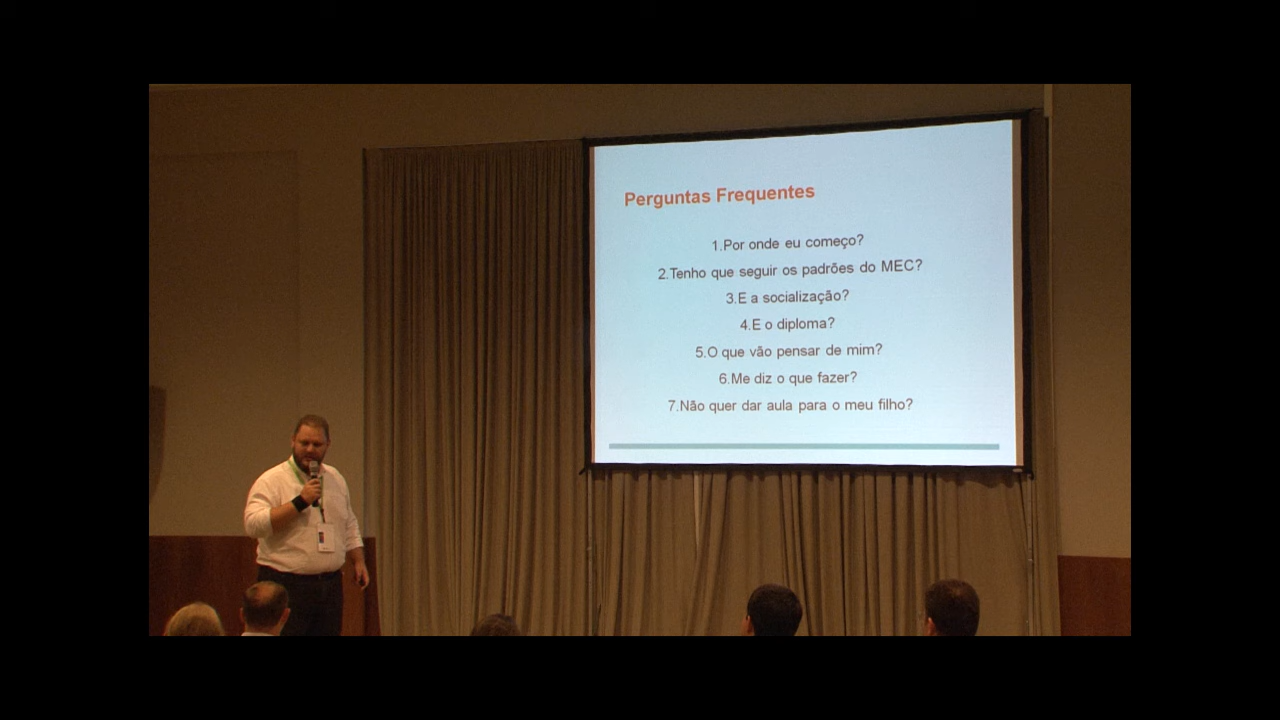 Perguntas Frequentes
1.Por onde eu começo?
2.Tenho que seguir os padrões do MEC?
3.E a socialização?
4.E o diploma?
5.O que vão pensar de mim?
6.Me diz o que fazer?
7.Não quer dar aula para o meu filho?